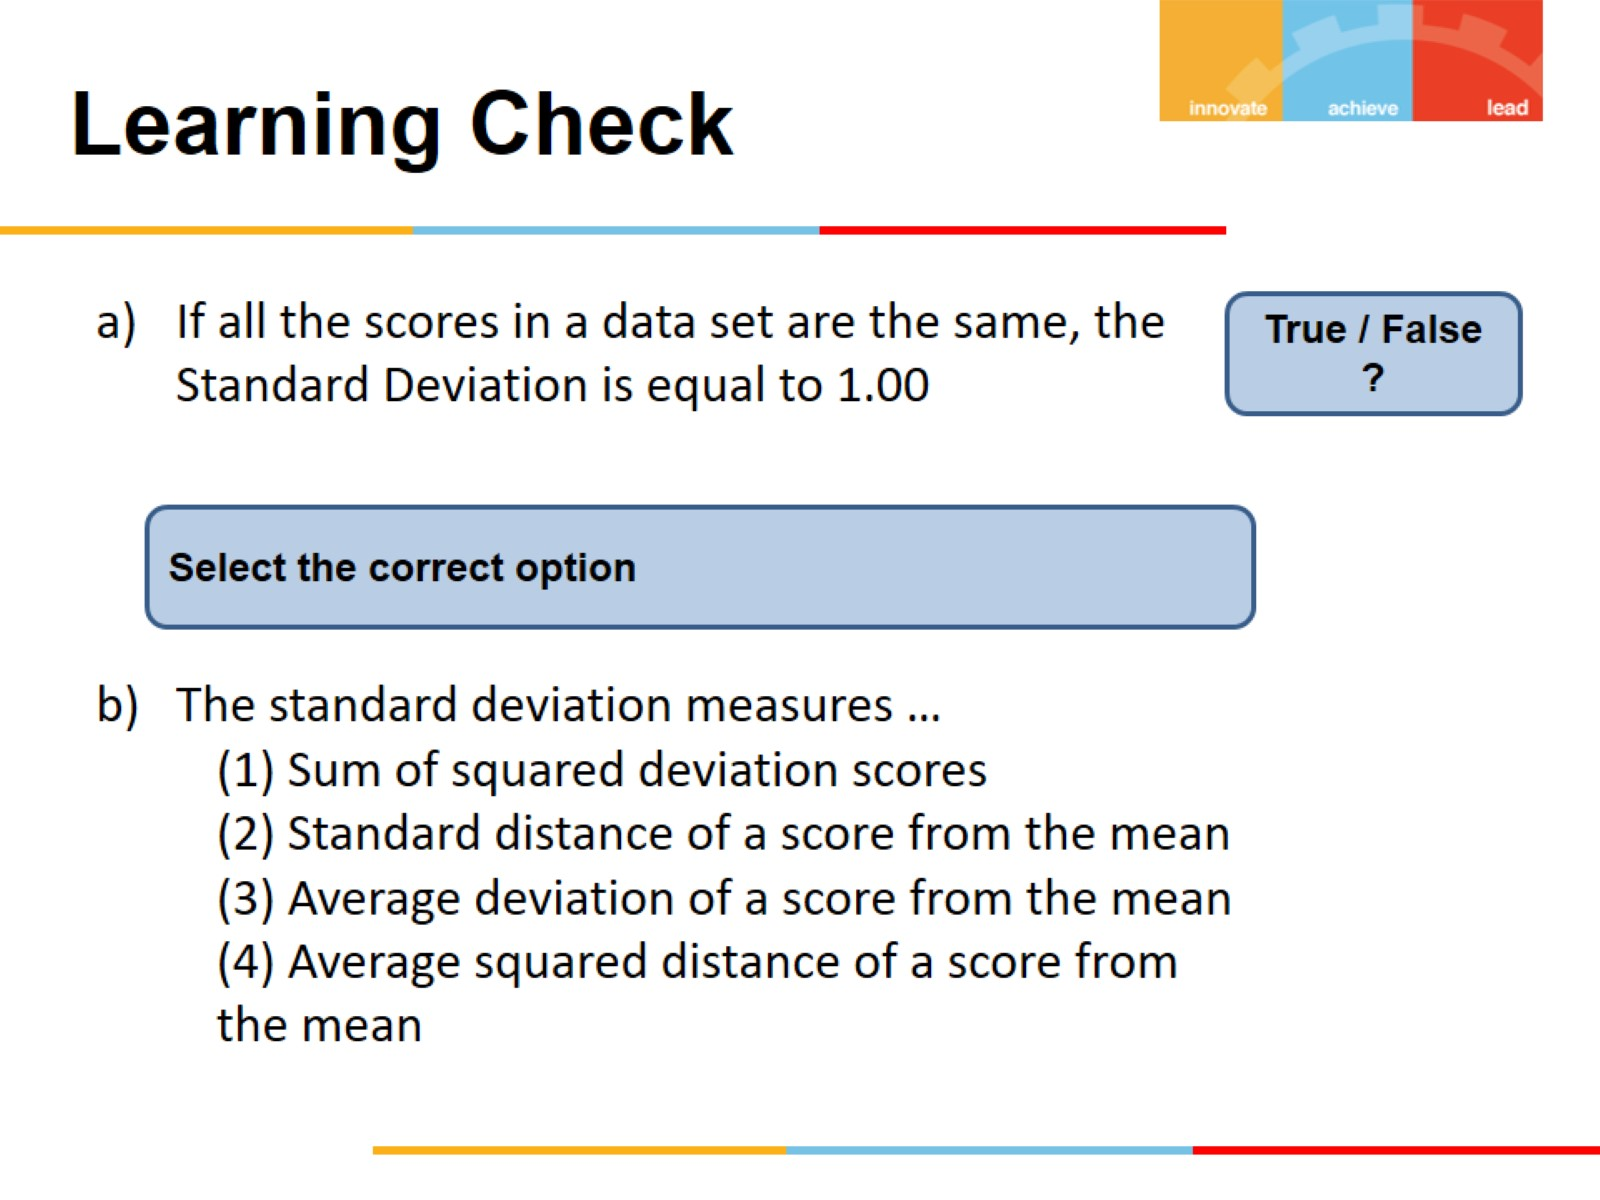 innovate achieve lead
Learning Check
a) If all the scores in a data set are the same, the
Standard Deviation is equal to 1.00
True / False
?
Select the correct option
b) The standard deviation measures ...
(1) Sum of squared deviation scores
(2) Standard distance of a score from the mean
(3) Average deviation of a score from the mean
(4) Average squared distance of a score from
the mean